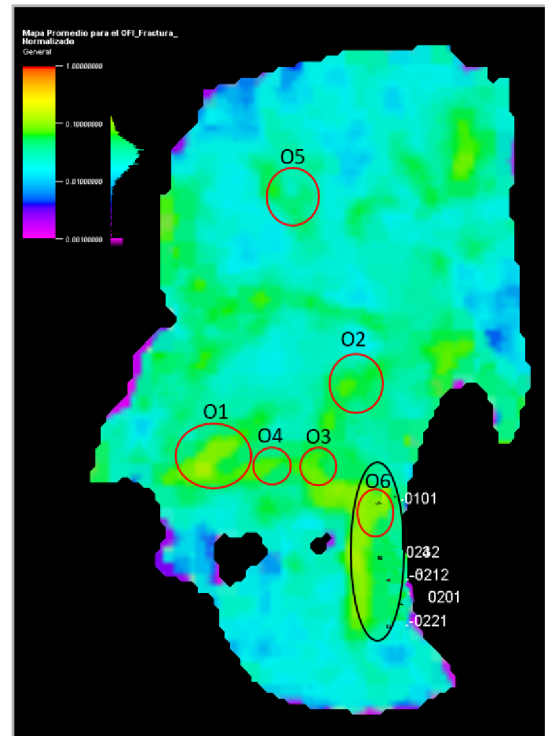 Mapa Promedio para el OFI_Fractura_
Normalizado
General
1.00000000
0.10000000
0.01000000
0.00100000
O5
O2
O1
O4
O3
O6
0101
-0212
0201
-0221